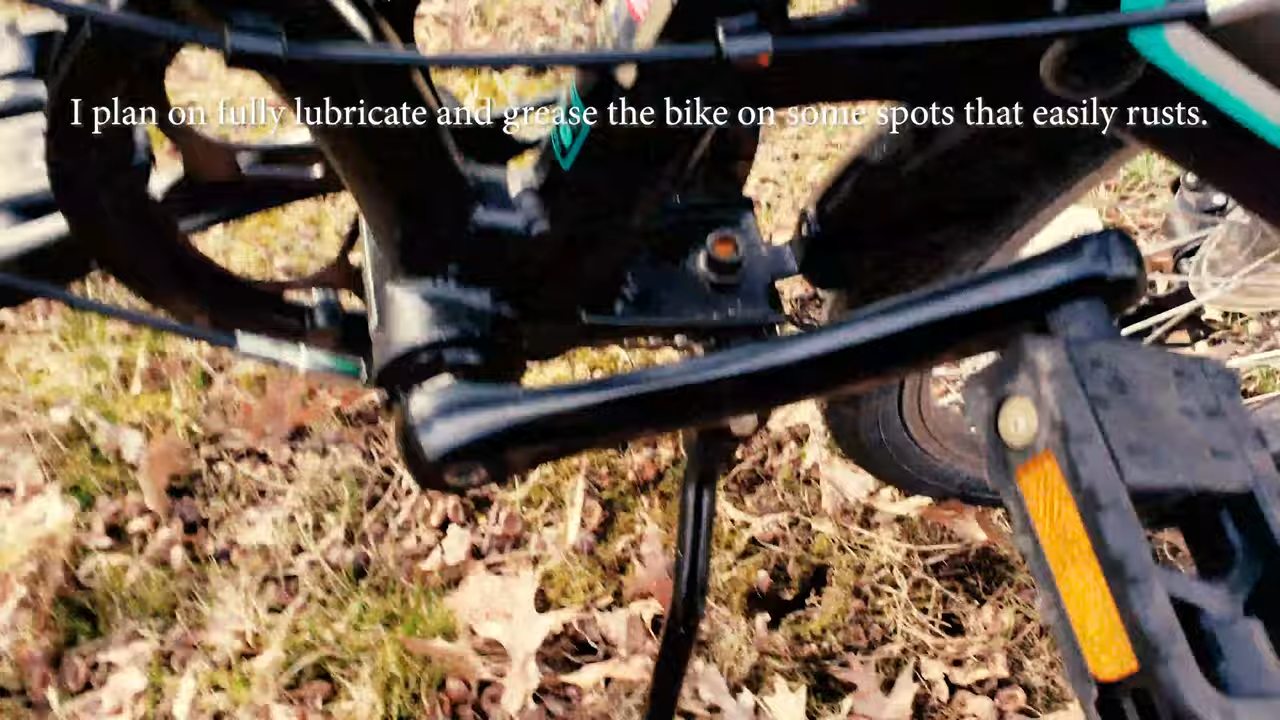 I plan on fully lubricate and grease the bike on some spots that easily rusts.